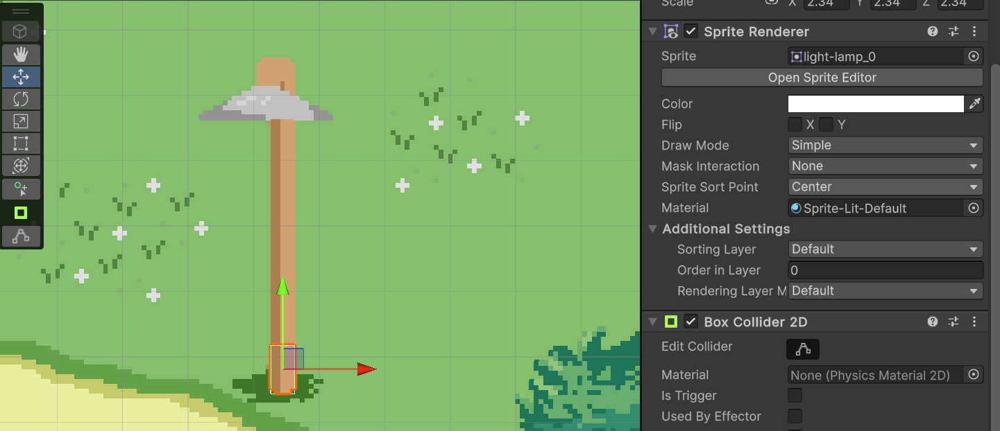 Scale X 2.34 Y 2.34 Z 2.34
Sprite Renderer
Sprite light-lamp_0
Open Sprite Editor
Color
Flip X Y
Draw Mode Simple
Mask Interaction None
Sprite Sort Point Center
Material Sprite-Lit-Default
Additional Settings
Sorting Layer Default
Order in Layer 0
Rendering Layer M Default
Box Collider 2D
Edit Collider
Material None (Physics Material 2D)
Is Trigger
Used By Effector